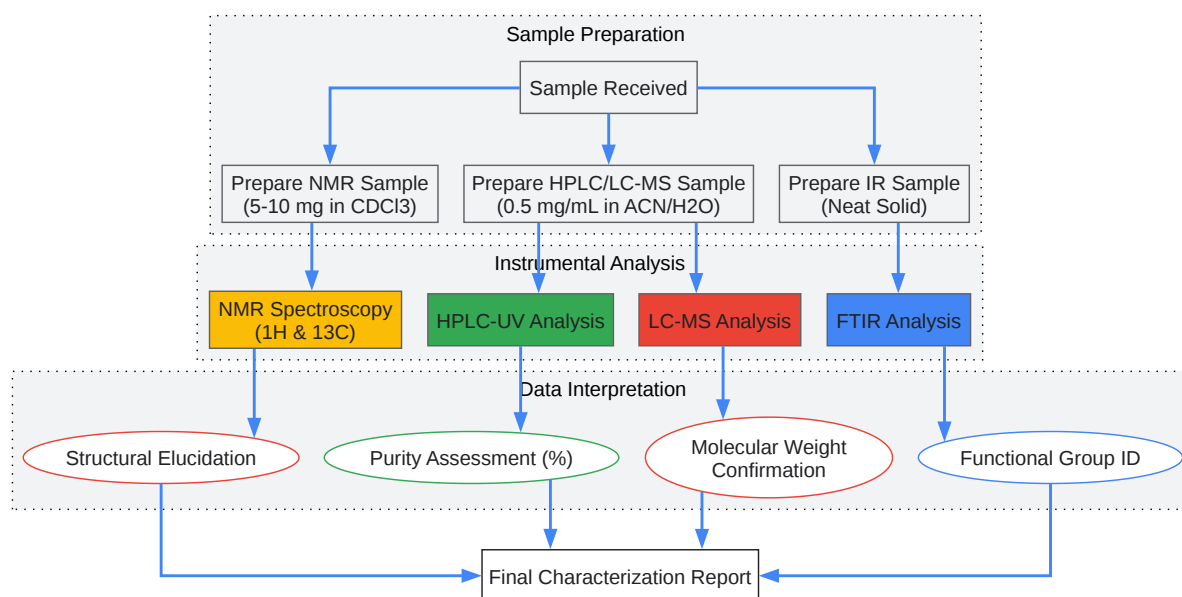 Sample Preparation
Sample Received
Prepare NMR Sample
(5-10 mg in CDCl3)
Prepare HPLC/LC-MS Sample
(0.5 mg/mL in ACN/H2O)
Prepare IR Sample
(Neat Solid)
Instrumental Analysis
NMR Spectroscopy
(1H & 13C)
HPLC-UV Analysis
LC-MS Analysis
FTIR Analysis
Data Interpretation
Structural Elucidation
Purity Assessment (%)
Molecular Weight
Confirmation
Functional Group ID
Final Characterization Report